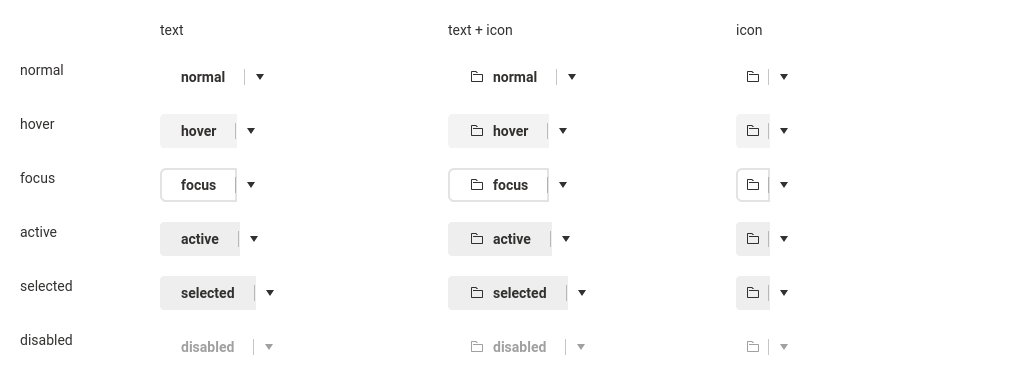 text text + icon icon
normal normal normal
hover hover hover
focus focus focus
active active active
selected selected selected
disabled disabled disabled